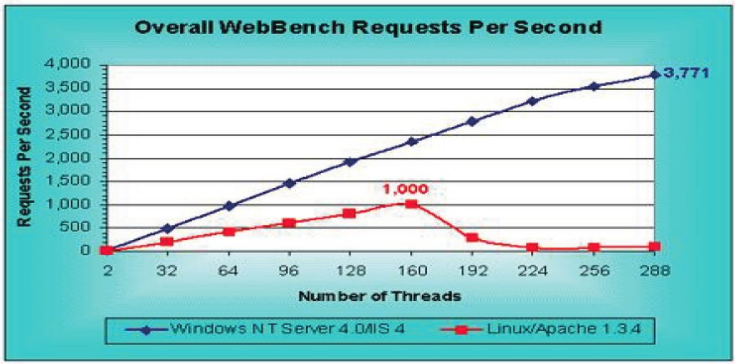 Overall WebBench Requests Per Second
Requests Per Second
4,000
3,500
3,000
2,500
2,000
1,500
1,000
500
0
3,771
1,000
2 32 64 96 128 160 192 224 256 288
Number of Threads
Windows NT Server 4.0/IIS 4 Linux/Apache 1.3.4